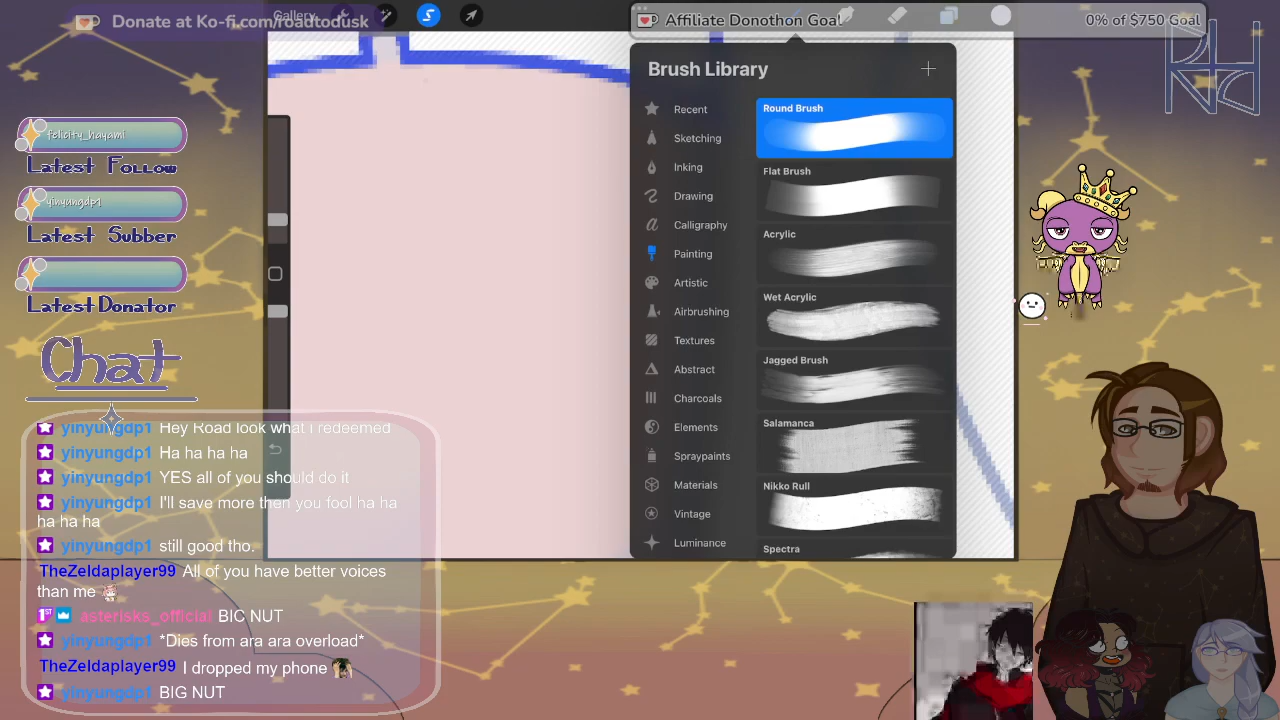 Donate at Ko-fi.com/roadtodusk
Gallery
Affiliate Donothon Goal
0% of $750 Goal
Brush Library
Recent
Sketching
Inking
Drawing
Calligraphy
Painting
Artistic
Airbrushing
Textures
Abstract
Charcoals
Elements
Spraypaints
Materials
Vintage
Luminance
Round Brush
Flat Brush
Acrylic
Wet Acrylic
Jagged Brush
Salamanca
Nikko Rull
Spectra
felicity_hayami
Latest Follow
yinyungdp1
Latest Subber
Latest Donator
Chat
yinyungdp1 Hey Road look what i redeemed
yinyungdp1 Ha ha ha ha
yinyungdp1 YES all of you should do it
yinyungdp1 I'll save more then you fool ha ha
ha ha ha
yinyungdp1 still good tho.
TheZeldaplayer99 All of you have better voices
than me
1ST asterisks_official BIC NUT
yinyungdp1 *Dies from ara ara overload*
TheZeldaplayer99 I dropped my phone
yinyungdp1 BIG NUT